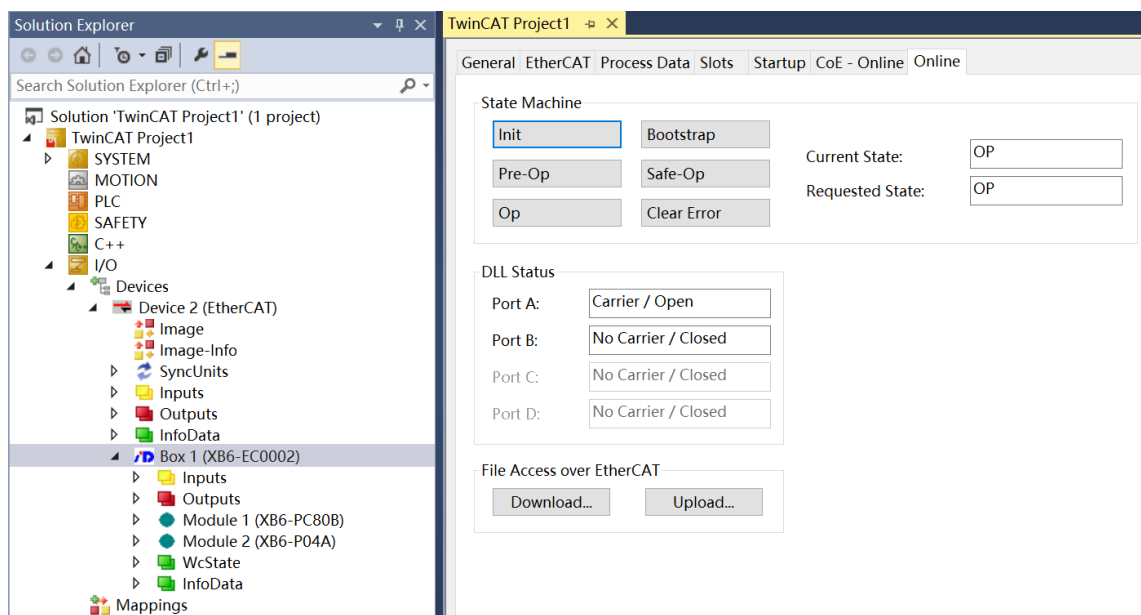 Solution Explorer
Search Solution Explorer (Ctrl+;)
Solution 'TwinCAT Project1' (1 project)
TwinCAT Project1
SYSTEM
MOTION
PLC
SAFETY
C++
I/O
Devices
Device 2 (EtherCAT)
Image
Image-Info
SyncUnits
Inputs
Outputs
InfoData
Box 1 (XB6-EC0002)
Inputs
Outputs
Module 1 (XB6-PC80B)
Module 2 (XB6-P04A)
WcState
InfoData
Mappings
TwinCAT Project1
General EtherCAT Process Data Slots Startup CoE - Online Online
State Machine
Init Bootstrap
Pre-Op Safe-Op
Op Clear Error
Current State: OP
Requested State: OP
DLL Status
Port A: Carrier / Open
Port B: No Carrier / Closed
Port C: No Carrier / Closed
Port D: No Carrier / Closed
File Access over EtherCAT
Download... Upload...